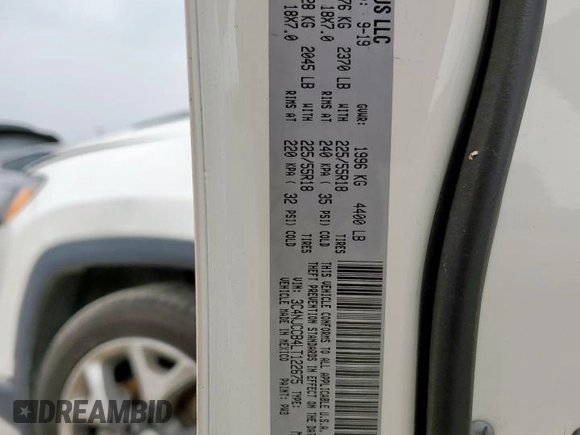 US LLC
9-19
GVWR: 1996 KG 4400 LB
76 KG 2370 LB WITH 225/55R18 TIRES
18X7.0 RIMS AT 240 KPA ( 35 PSI) COLD
28 KG 2045 LB WITH 225/55R18 TIRES
18X7.0 RIMS AT 220 KPA ( 32 PSI) COLD
THIS VEHICLE CONFORMS TO ALL APPLICABLE
THEFT PREVENTION STANDARDS IN EFFECT ON THE DA
VIN: 3C4NJCCB4LT122675 TYPE:
VEHICLE MADE IN MEXICO PAINT: PW3
DREAMBID